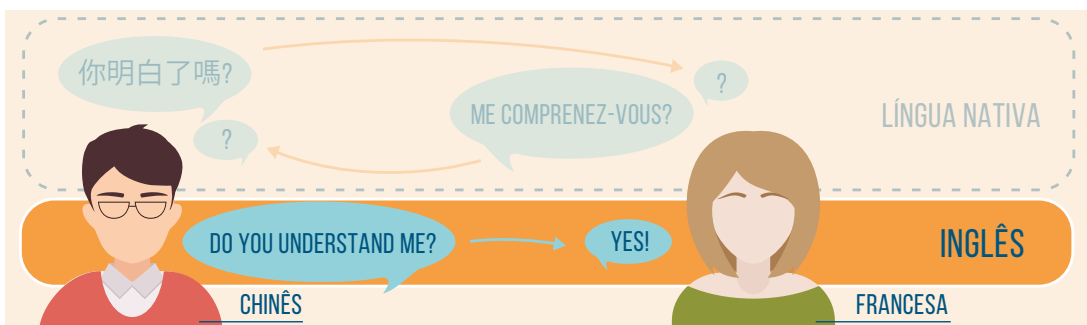 你明白了嗎?
?
ME COMPRENEZ-VOUS?
?
LÍNGUA NATIVA
DO YOU UNDERSTAND ME?
YES!
INGLÊS
CHINÊS
FRANCESA